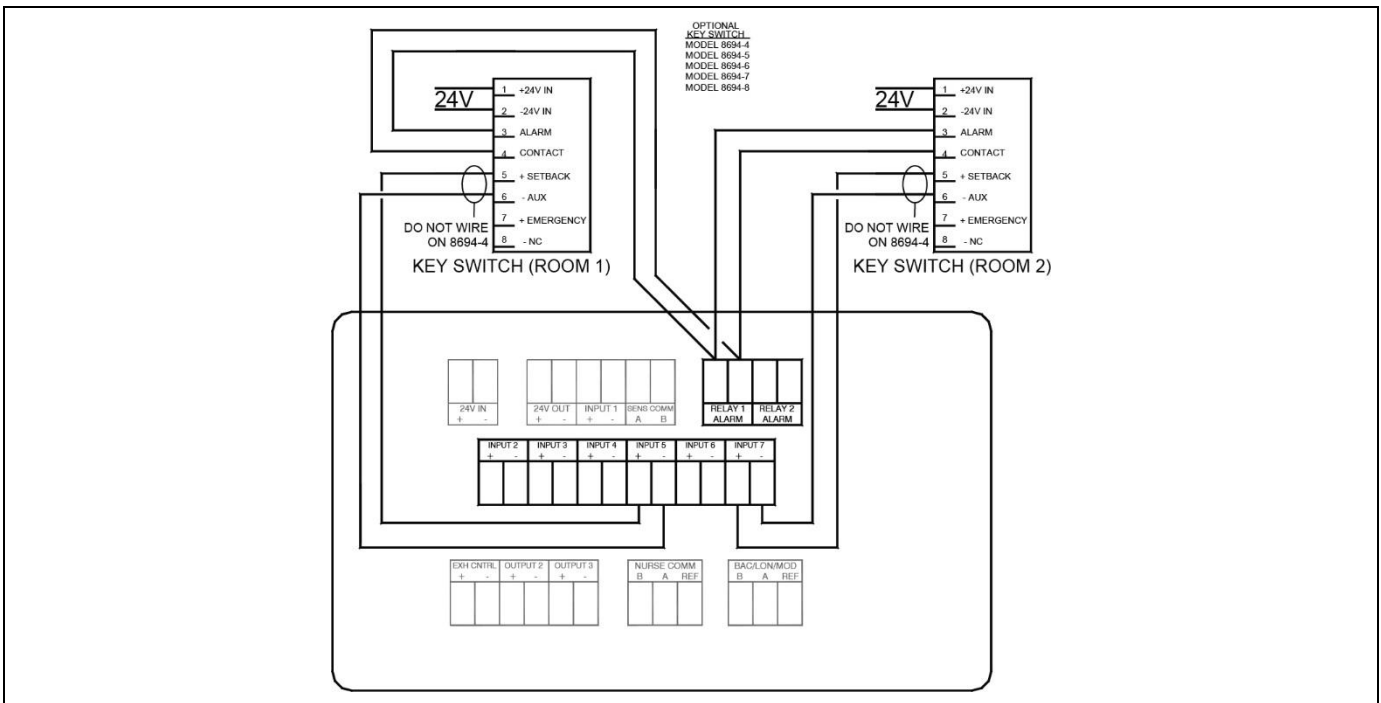 OPTIONAL
KEY SWITCH
MODEL 8694-4
MODEL 8694-5
MODEL 8694-6
MODEL 8694-7
MODEL 8694-8
24V
1 +24V IN
2 -24V IN
3 ALARM
4 CONTACT
5 + SETBACK
6 - AUX
7 + EMERGENCY
8 - NC
DO NOT WIRE
ON 8694-4
KEY SWITCH (ROOM 1)
24V
1 +24V IN
2 -24V IN
3 ALARM
4 CONTACT
5 + SETBACK
6 - AUX
7 + EMERGENCY
8 - NC
DO NOT WIRE
ON 8694-4
KEY SWITCH (ROOM 2)
24V IN
+ -
24V OUT INPUT 1 SENS COMM
+ - + - A B
RELAY 1 RELAY 2
ALARM ALARM
INPUT 2 INPUT 3 INPUT 4 INPUT 5 INPUT 6 INPUT 7
+ - + - + - + - + - + -
EXH CNTRL OUTPUT 2 OUTPUT 3
+ - + - + -
NURSE COMM
B A REF
BAC/LON/MOD
B A REF